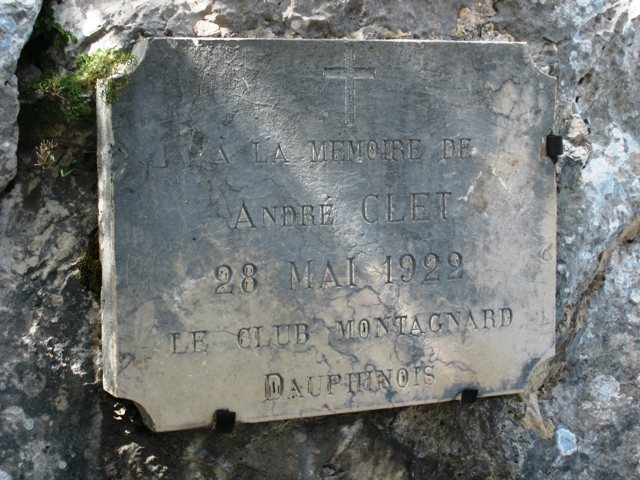 A LA MEMOIRE DE
ANDRÉ CLET
28 MAI 1922
LE CLUB MONTAGNARD
DAUPHINOIS